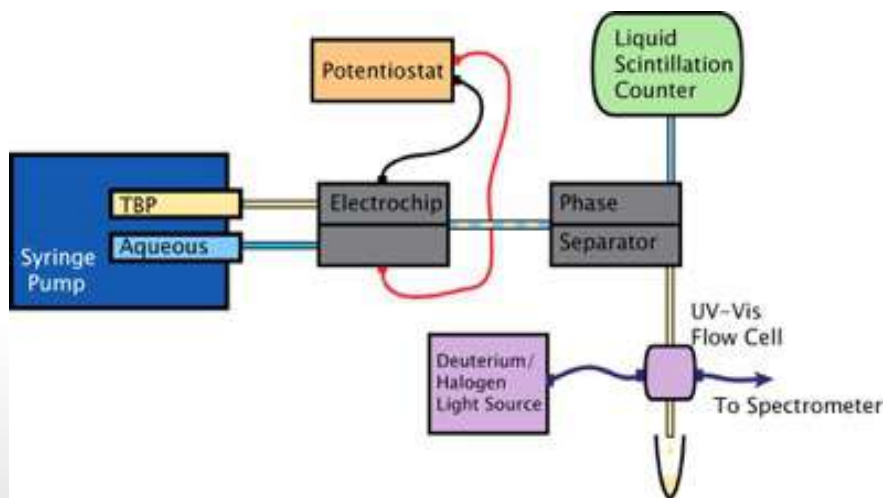 Potentiostat
Liquid
Scintillation
Counter
TBP
Aqueous
Syringe
Pump
Electrochip
Phase
Separator
UV-Vis
Flow Cell
Deuterium/
Halogen
Light Source
To Spectrometer